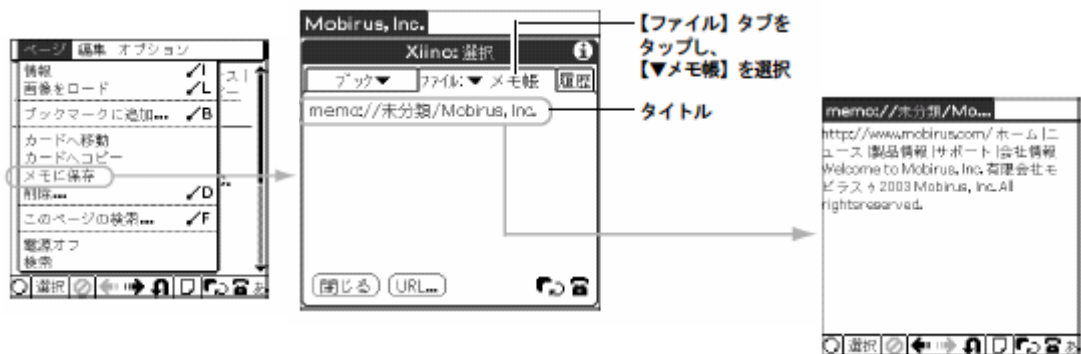 ページ 編集 オプション
情報 ／I
画像をロード ／L
ブックマークに追加... ／B
カードへ移動
カードへコピー
メモに保存
削除... ／D
このページの検索... ／F
電源オフ
検索
選択
Mobirus, Inc.
Xiino: 選択
ブック▼ ファイル:▼ メモ帳 履歴
memo://未分類/Mobirus, Inc.
閉じる URL...
【ファイル】タブを
タップし、
【▼メモ帳】を選択
タイトル
memo://未分類/Mo...
http://www.mobirus.com/ ホーム |ニ
ュース |製品情報 |サポート |会社情報
Welcome to Mobirus, Inc. 有限会社モ
ビラス ｩ 2003 Mobirus, Inc. All
rightsreserved.
選択 あ